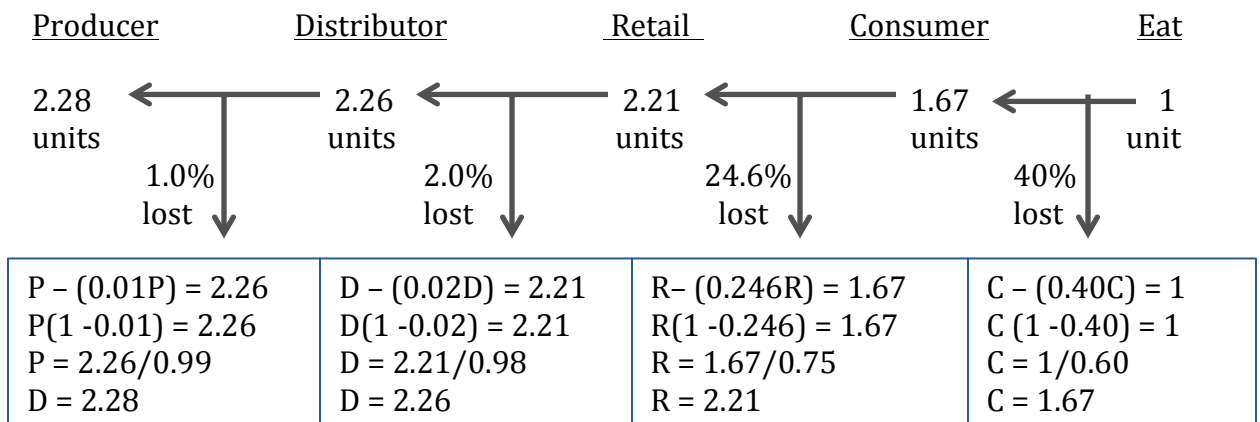 Producer Distributor Retail Consumer Eat
2.28 2.26 2.21 1.67 1
units units units units unit
1.0% 2.0% 24.6% 40%
lost lost lost lost
P – (0.01P) = 2.26
P(1 -0.01) = 2.26
P = 2.26/0.99
D = 2.28
D – (0.02D) = 2.21
D(1 -0.02) = 2.21
D = 2.21/0.98
D = 2.26
R– (0.246R) = 1.67
R(1 -0.246) = 1.67
R = 1.67/0.75
R = 2.21
C – (0.40C) = 1
C (1 -0.40) = 1
C = 1/0.60
C = 1.67